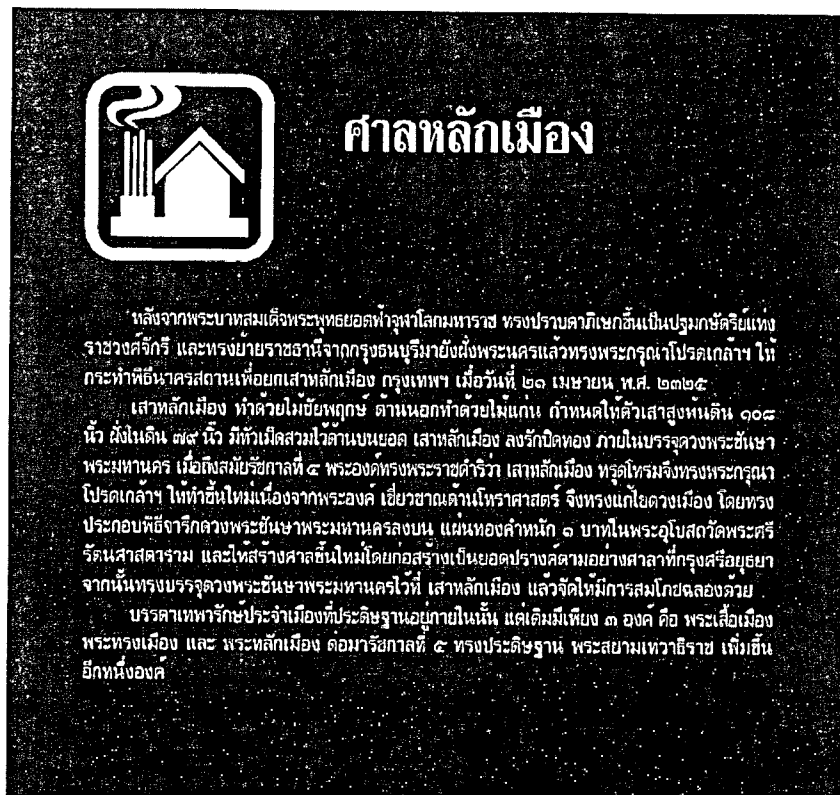 ศาลหลักเมือง
หลังจากพระบาทสมเด็จพระพุทธยอดฟ้าจุฬาโลกมหาราช ทรงปราบดาภิเษกขึ้นเป็นปฐมกษัตริย์แห่ง
ราชวงศ์จักรี และทรงย้ายราชธานีจากกรุงธนบุรีมายังฝั่งพระนครแล้วทรงพระกรุณาโปรดเกล้าฯ ให้
กระทำพิธีนาครสถานเพื่อยกเสาหลักเมือง กรุงเทพฯ เมื่อวันที่ ๒๑ เมษายน พ.ศ. ๒๓๒๕
เสาหลักเมือง ทำด้วยไม้ชัยพฤกษ์ ด้านนอกทำด้วยไม้แก่น กำหนดให้ตัวเสาสูงพ้นดิน ๑๐๘
นิ้ว ฝังในดิน ๗๙ นิ้ว มีหัวเม็ดสวมไว้ด้านบนยอด เสาหลักเมือง ลงรักปิดทอง ภายในบรรจุดวงพระชันษา
พระมหานคร เมื่อถึงสมัยรัชกาลที่ ๔ พระองค์ทรงพระราชดำริว่า เสาหลักเมือง ทรุดโทรมจึงทรงพระกรุณา
โปรดเกล้าฯ ให้ทำขึ้นใหม่เนื่องจากพระองค์ เชี่ยวชาญด้านโหราศาสตร์ จึงทรงแก้ไขดวงเมือง โดยทรง
ประกอบพิธีจารึกดวงพระชันษาพระมหานครลงบน แผ่นทองคำหนัก ๑ บาทในพระอุโบสถวัดพระศรี
รัตนศาสดาราม และให้สร้างศาลขึ้นใหม่โดยก่อสร้างเป็นยอดปรางค์ตามอย่างศาลาที่กรุงศรีอยุธยา
จากนั้นทรงบรรจุดวงพระชันษาพระมหานครไว้ที่ เสาหลักเมือง แล้วจัดให้มีการสมโภชฉลองด้วย
บรรดาเทพารักษ์ประจำเมืองที่ประดิษฐานอยู่ภายในนั้น แต่เดิมมีเพียง ๓ องค์ คือ พระเสื้อเมือง
พระทรงเมือง และ พระหลักเมือง ต่อมารัชกาลที่ ๕ ทรงประดิษฐาน พระสยามเทวาธิราช เพิ่มขึ้น
อีกหนึ่งองค์